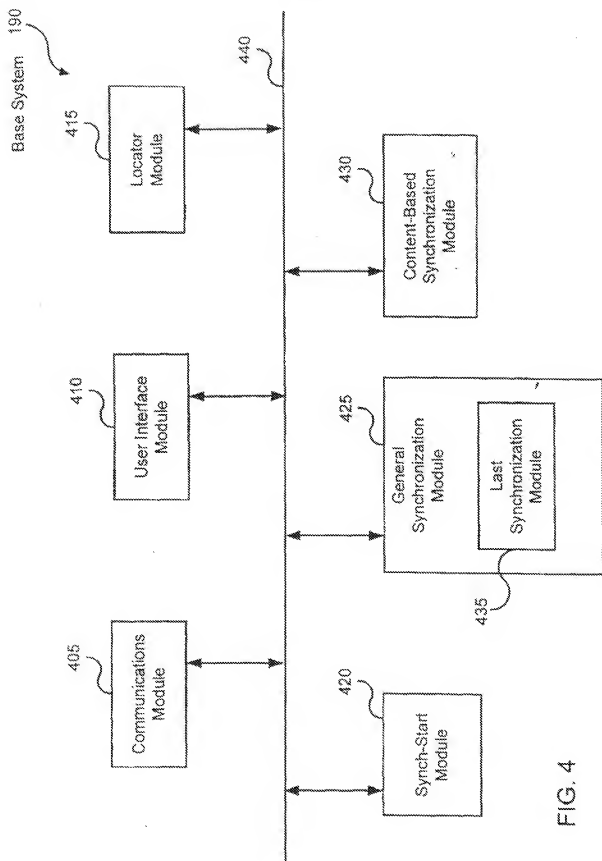 Base System 190
405
Communications
Module
410
User Interface
Module
415
Locator
Module
440
420
Synch-Start
Module
425
General
Synchronization
Module
Last
Synchronization
Module
435
430
Content-Based
Synchronization
Module
FIG. 4